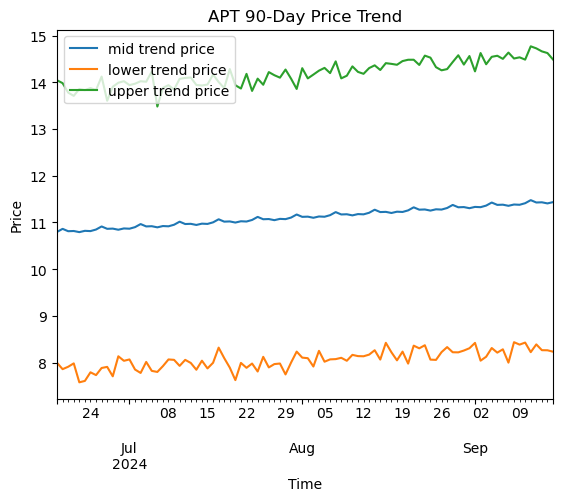 APT 90-Day Price Trend
mid trend price
lower trend price
upper trend price
15
14
13
12
11
10
9
8
Price
24 08 15 22 29 05 12 19 26 02 09
Jul Aug Sep
2024
Time